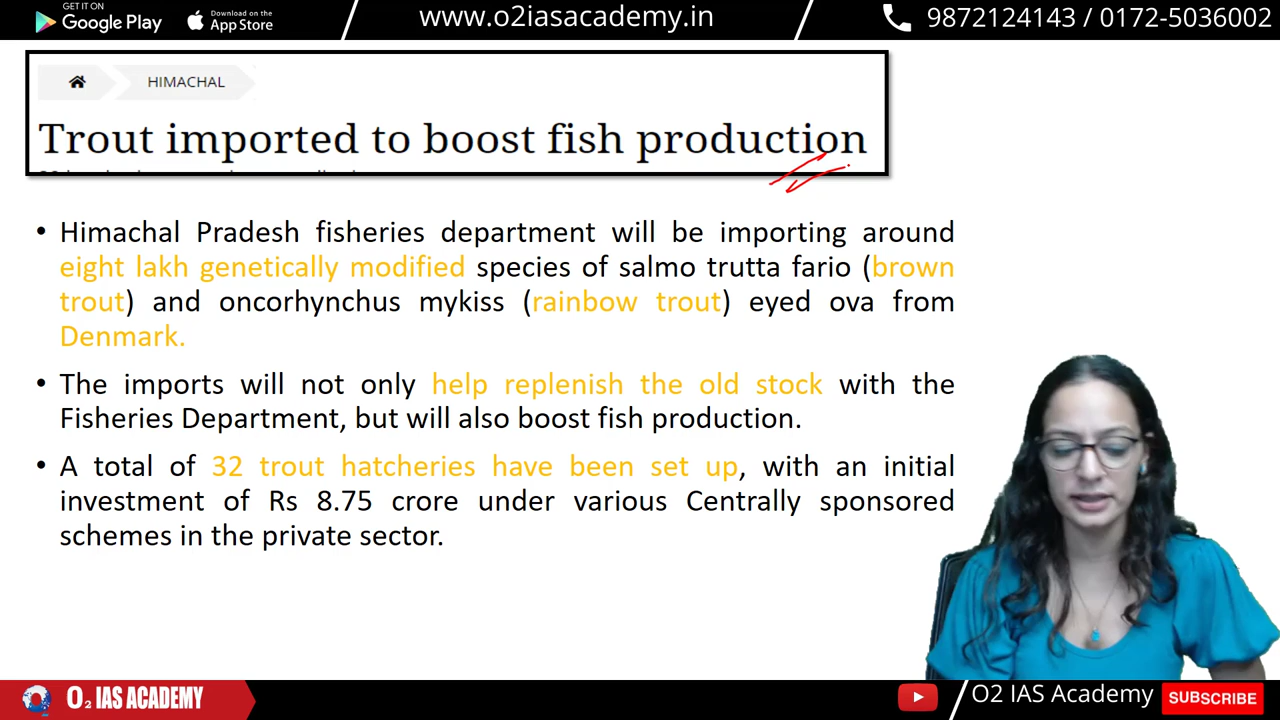 GET IT ON
Google Play
Download on the
App Store
www.o2iasacademy.in
9872124143 / 0172-5036002
HIMACHAL
Trout imported to boost fish production
• Himachal Pradesh fisheries department will be importing around
eight lakh genetically modified species of salmo trutta fario (brown
trout) and oncorhynchus mykiss (rainbow trout) eyed ova from
Denmark.
• The imports will not only help replenish the old stock with the
Fisheries Department, but will also boost fish production.
• A total of 32 trout hatcheries have been set up, with an initial
investment of Rs 8.75 crore under various Centrally sponsored
schemes in the private sector.
O2 IAS ACADEMY
O2 IAS Academy
SUBSCRIBE